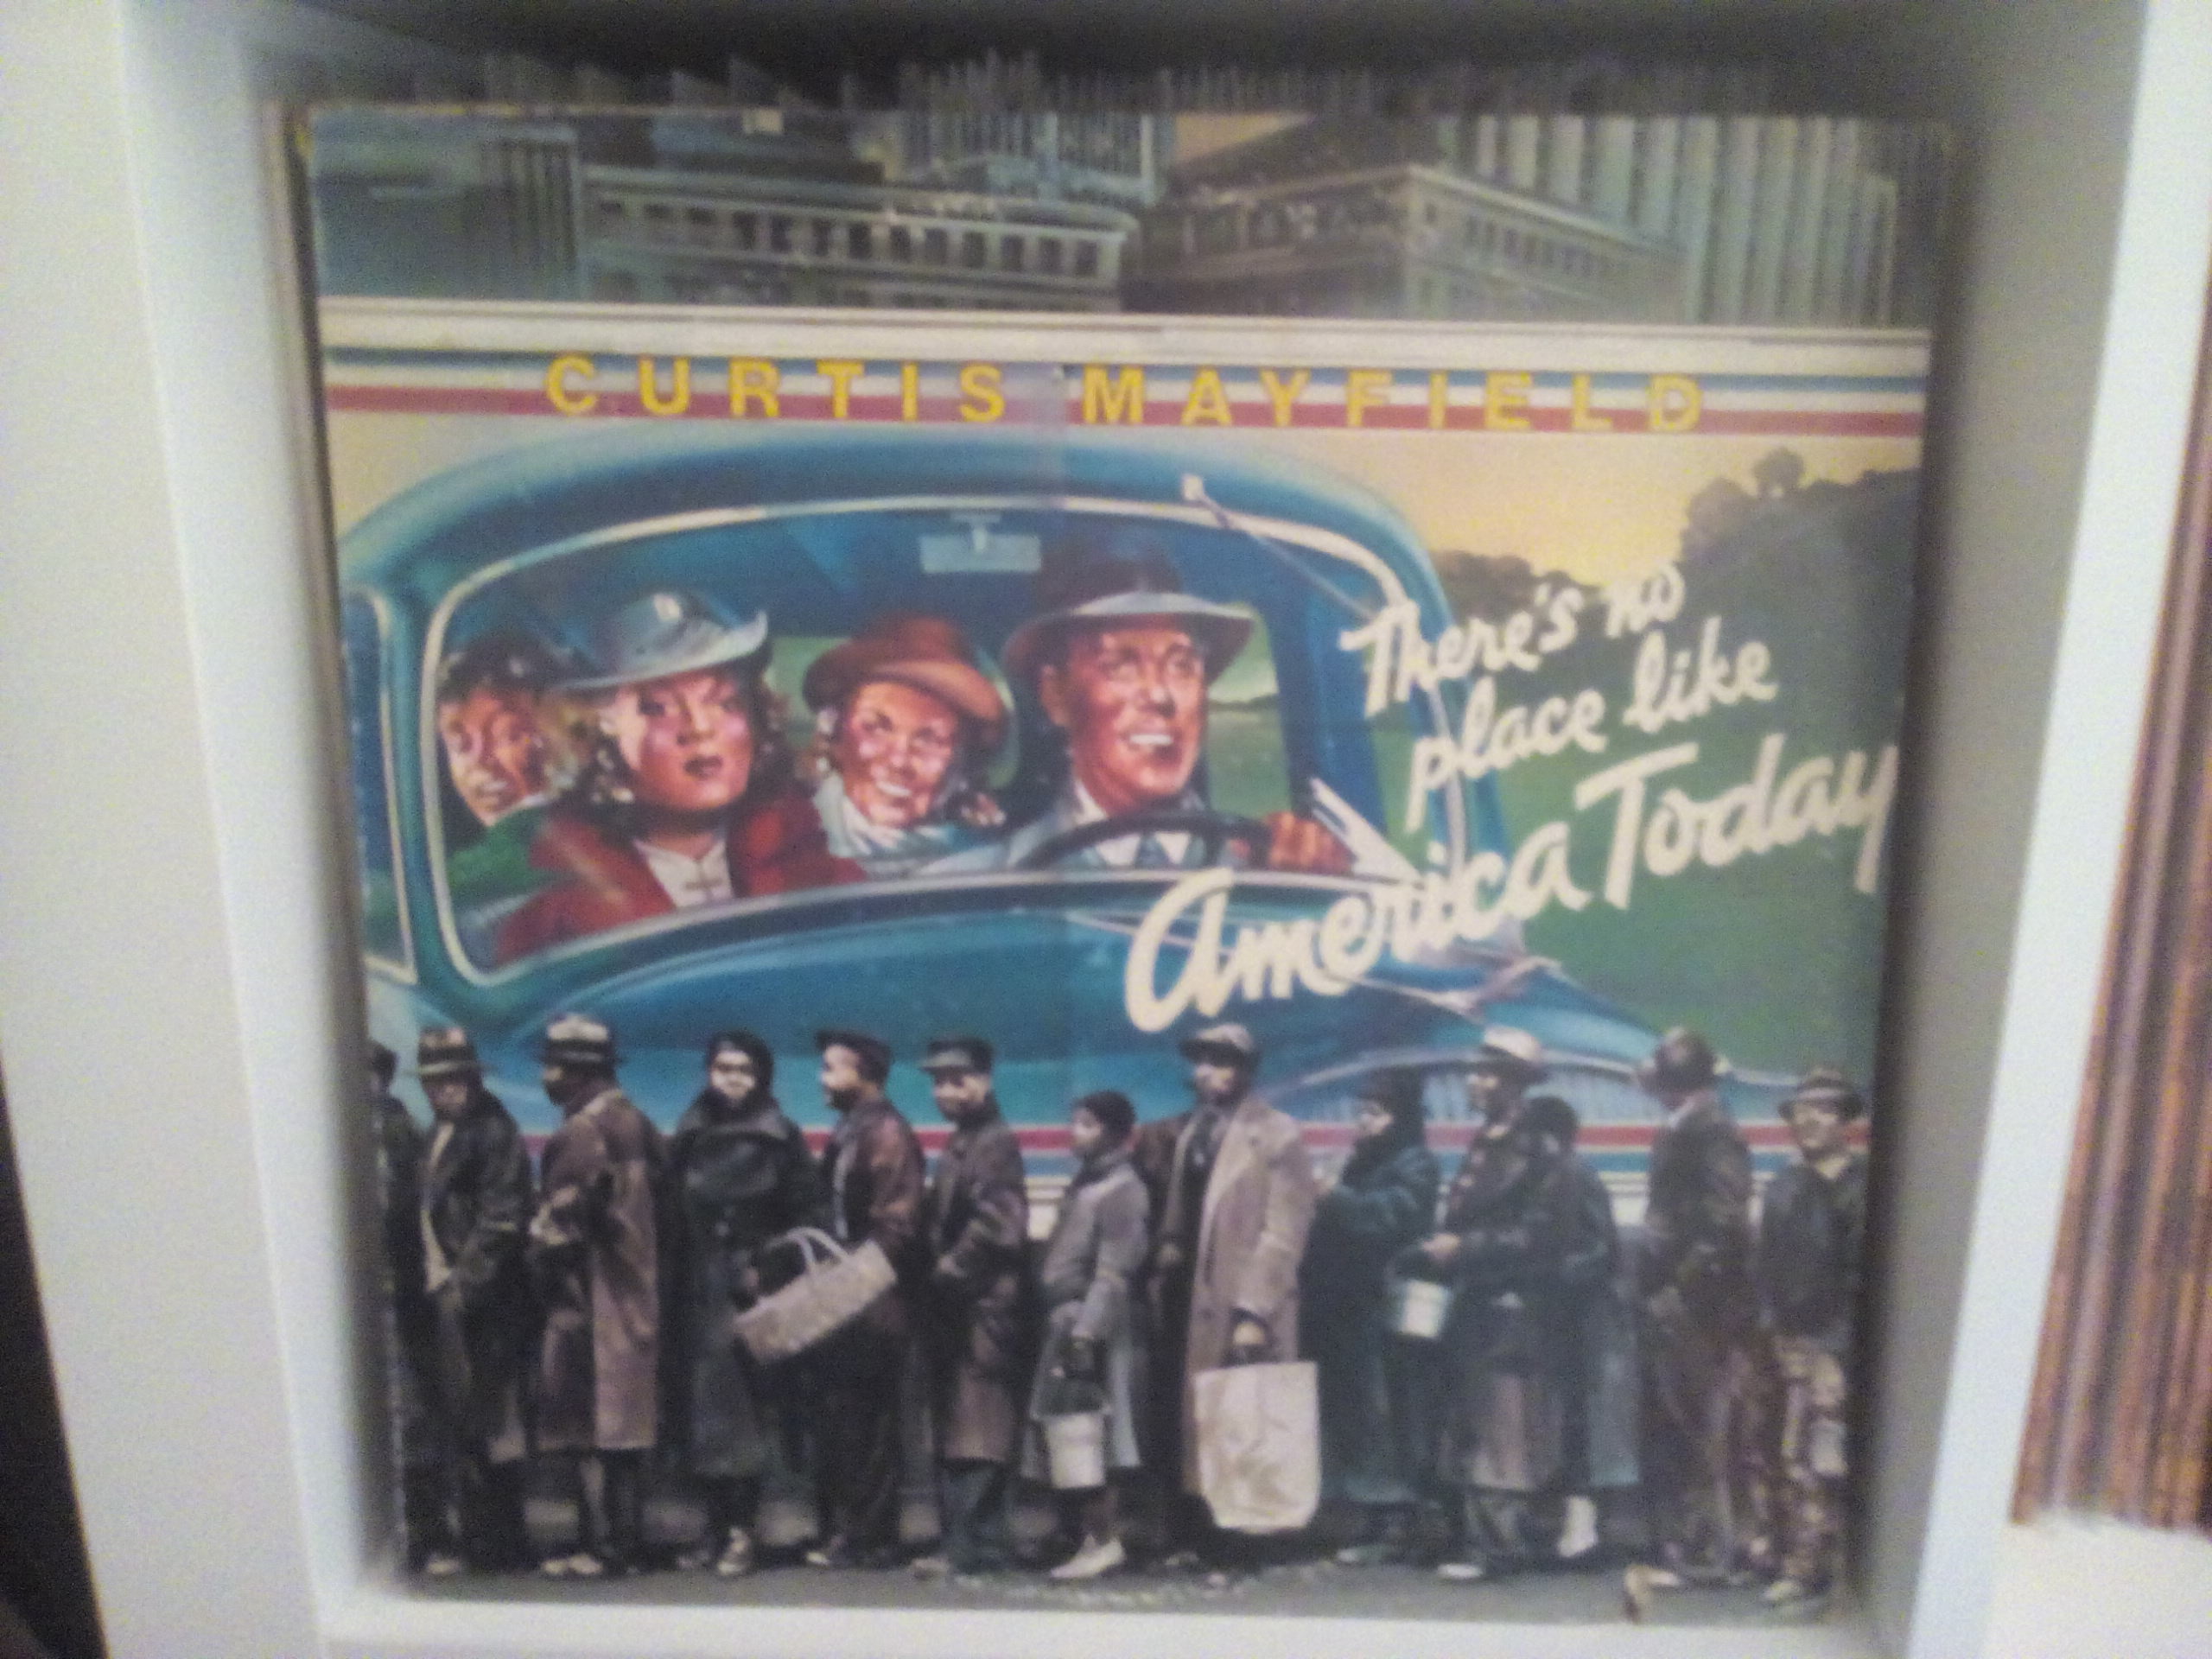 CURTIS MAYFIELD
There's no
place like
America Today